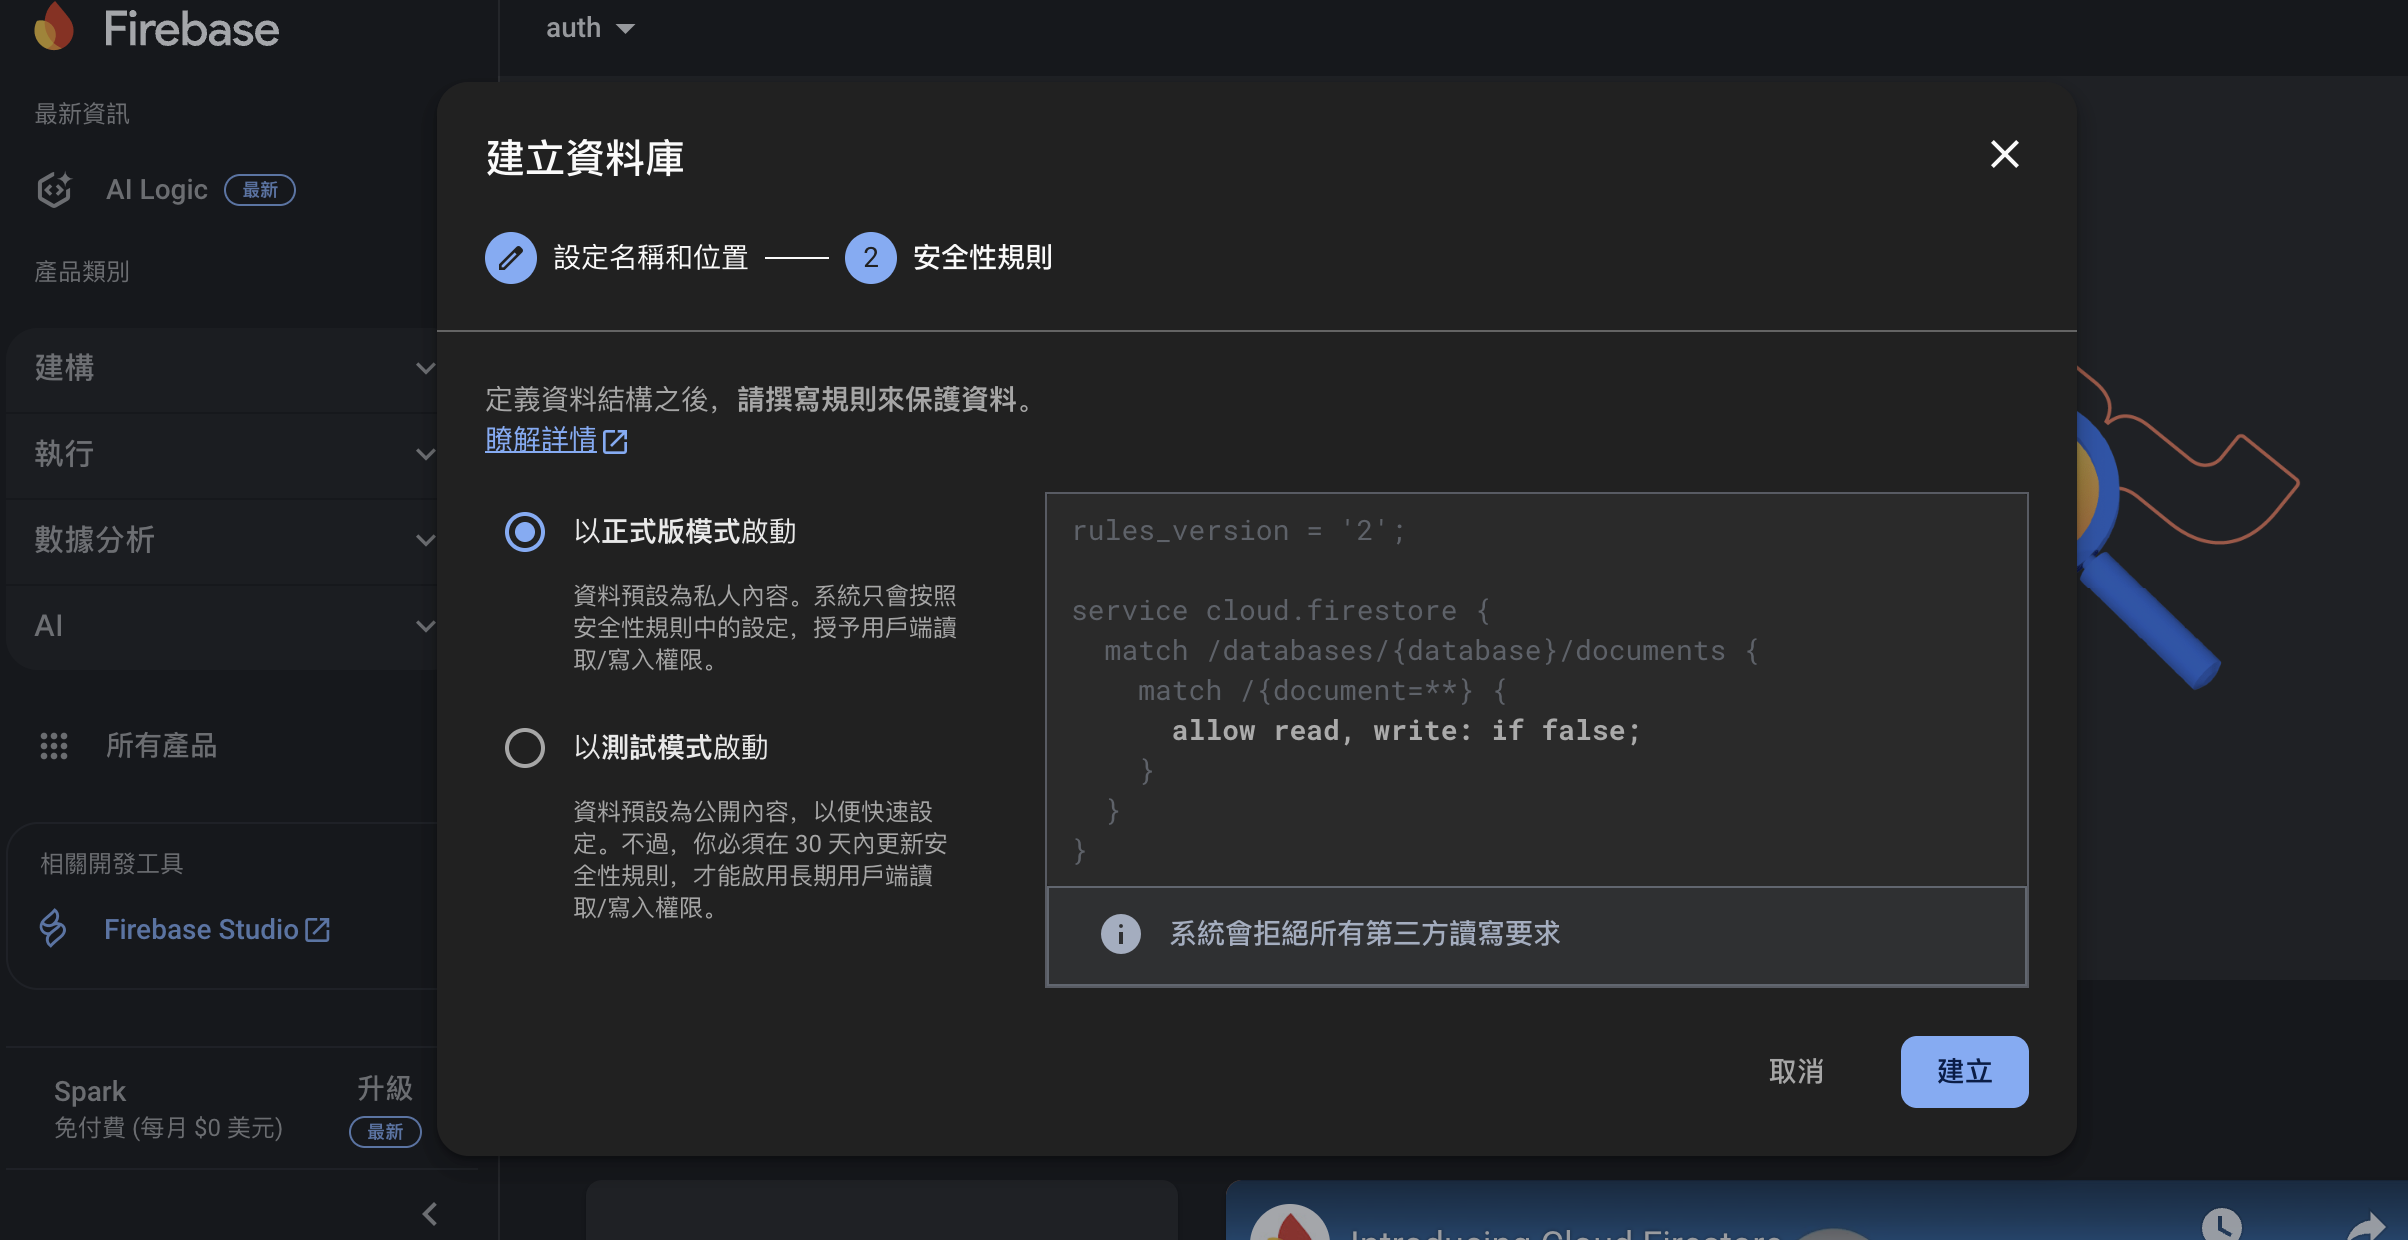 Firebase
auth
最新資訊
AI Logic 最新
產品類別
建構
執行
數據分析
AI
所有產品
相關開發工具
Firebase Studio
Spark
免付費 (每月 $0 美元)
升級
最新
建立資料庫
設定名稱和位置
2 安全性規則
定義資料結構之後，請撰寫規則來保護資料。
瞭解詳情
以正式版模式啟動
資料預設為私人內容。系統只會按照
安全性規則中的設定，授予用戶端讀
取/寫入權限。
以測試模式啟動
資料預設為公開內容，以便快速設
定。不過，你必須在 30 天內更新安
全性規則，才能啟用長期用戶端讀
取/寫入權限。
rules_version = '2';
service cloud.firestore {
match /databases/{database}/documents {
match /{document=**} {
allow read, write: if false;
}
}
}
系統會拒絕所有第三方讀寫要求
取消
建立
Introducing Cloud Firestore